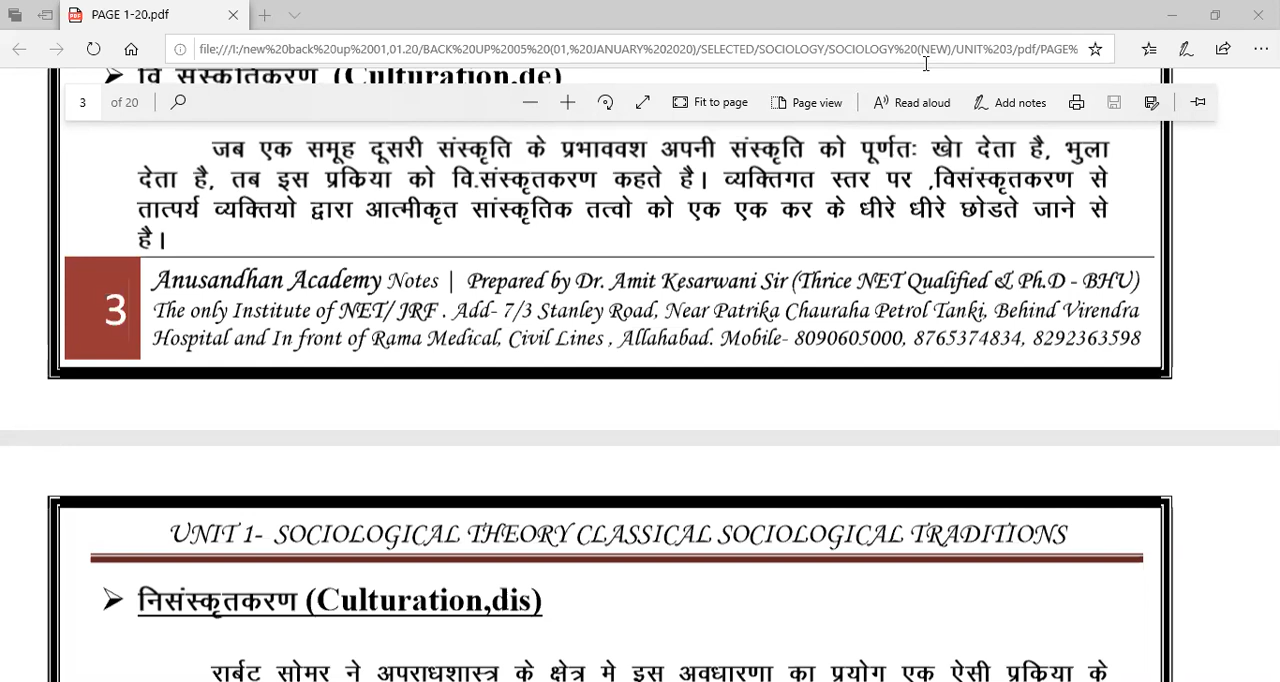 PAGE 1-20.pdf
file:///I:/new%20back%20up%2001,01.20/BACK%20UP%2005%20(01,%20JANUARY%202020)/SELECTED/SOCIOLOGY/SOCIOLOGY%20(NEW)/UNIT%203/pdf/PAGE%
➤ वि संस्कृतिकरण (Culturation,de)
3 of 20 Fit to page Page view Read aloud Add notes
जब एक समूह दूसरी संस्कृति के प्रभाववश अपनी संस्कृति को पूर्णतः खेा देता है, भुला
देता है, तब इस प्रकिया को वि.संस्कृतकरण कहते है। व्यक्तिगत स्तर पर ,विसंस्कृतकरण से
तात्पर्य व्यक्तियो द्वारा आत्मीकृत सांस्कृतिक तत्वो को एक एक कर के धीरे धीरे छोडते जाने से
है।
3
Anusandhan Academy Notes | Prepared by Dr. Amit Kesarwani Sir (Thrice NET Qualified & Ph.D - BHU)
The only Institute of NET/ JRF . Add- 7/3 Stanley Road, Near Patrika Chauraha Petrol Tanki, Behind Virendra
Hospital and In front of Rama Medical, Civil Lines , Allahabad. Mobile- 8090605000, 8765374834, 8292363598
UNIT 1- SOCIOLOGICAL THEORY CLASSICAL SOCIOLOGICAL TRADITIONS
➤ निसंस्कृतकरण (Culturation,dis)
रार्बट सोमर ने अपराधशास्त्र के क्षेत्र मे इस अवधारणा का प्रयोग एक ऐसी प्रकिया के